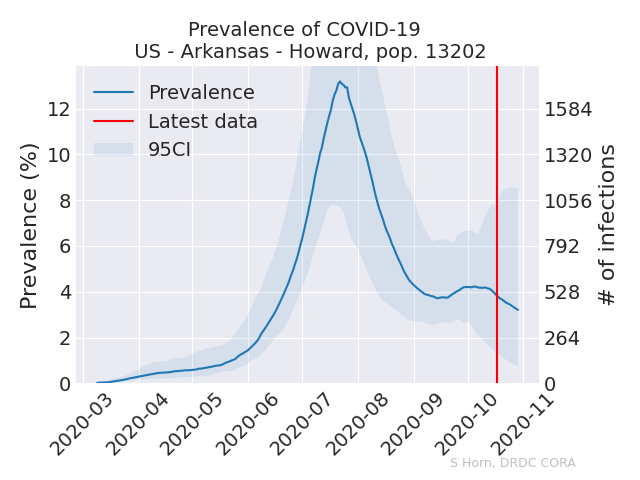 Prevalence of COVID-19
US - Arkansas - Howard, pop. 13202
Prevalence
Latest data
95CI
Prevalence (%)
12
10
8
6
4
2
0
1584
1320
1056
792
528
264
0
# of infections
2020-03
2020-04
2020-05
2020-06
2020-07
2020-08
2020-09
2020-10
2020-11
S Horn, DRDC CORA